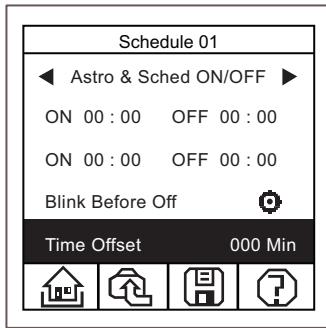 Schedule 01
Astro & Sched ON/OFF
ON 00 : 00 OFF 00 : 00
ON 00 : 00 OFF 00 : 00
Blink Before Off
Time Offset 000 Min
?